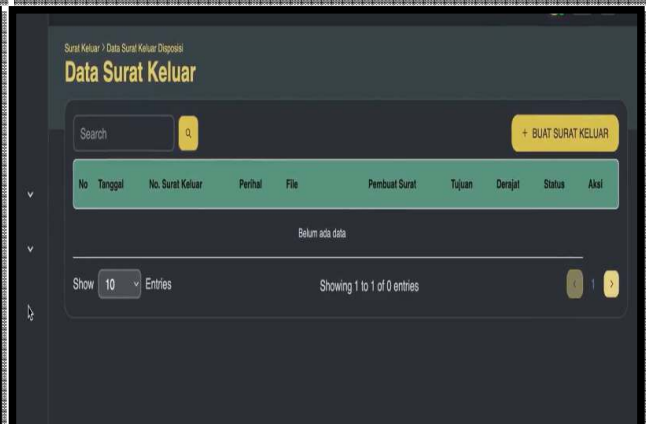 Surat Keluar > Data Surat Keluar Disposisi
Data Surat Keluar
Search
+ BUAT SURAT KELUAR
No Tanggal No. Surat Keluar Perihal File Pembuat Surat Tujuan Derajat Status Aksi
Belum ada data
Show 10 Entries Showing 1 to 1 of 0 entries < 1 >